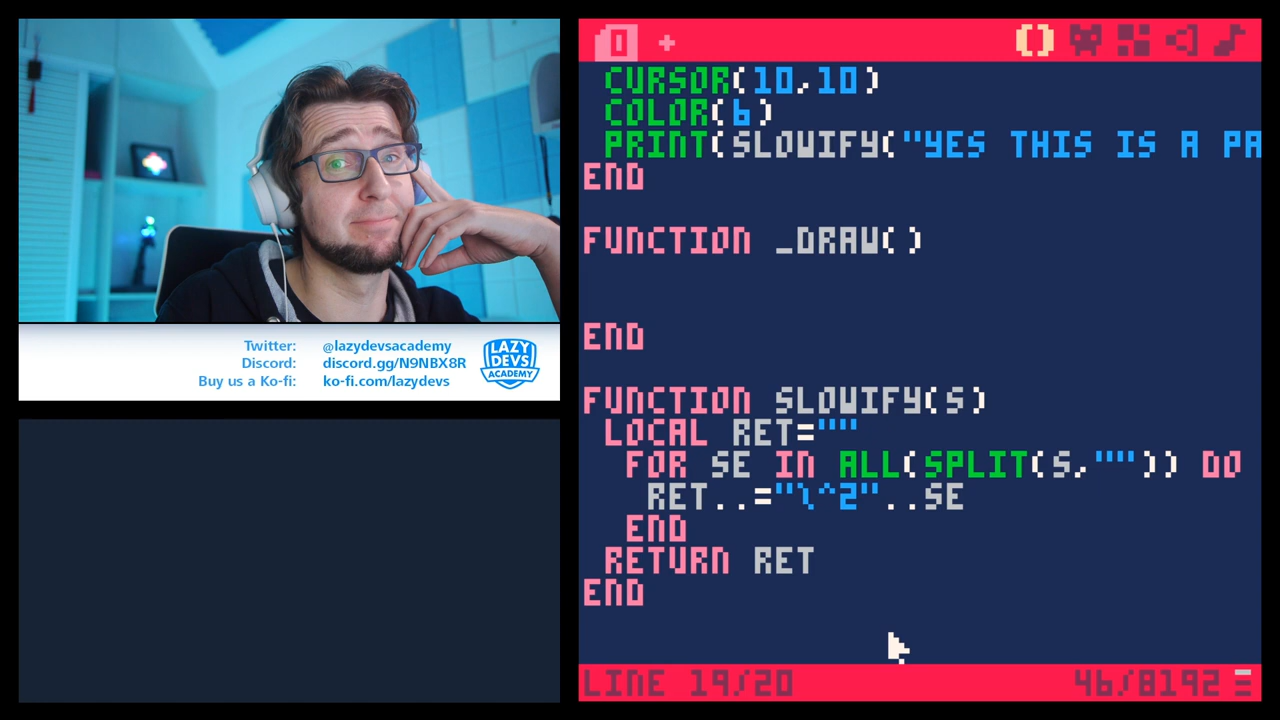 Twitter: @lazydevsacademy
Discord: discord.gg/N9NBX8R
Buy us a Ko-fi: ko-fi.com/lazydevs
LAZY
DEVS
ACADEMY
0 +
CURSOR(10,10)
COLOR(6)
PRINT(SLOWIFY("YES THIS IS A PA
END
FUNCTION _DRAW()
END
FUNCTION SLOWIFY(S)
LOCAL RET=""
FOR SE IN ALL(SPLIT(S,"")) DO
RET..="\^2"..SE
END
RETURN RET
END
LINE 19/20 46/8192